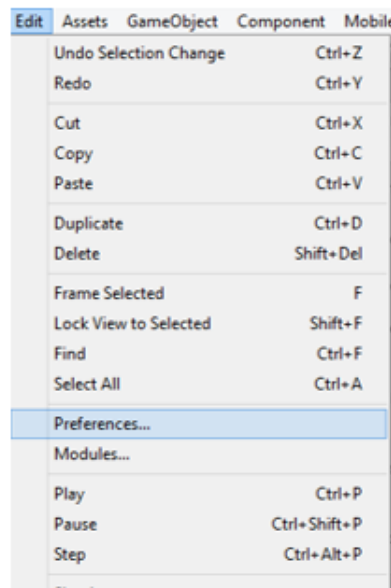 Edit Assets GameObject Component
Undo Selection Change Ctrl+Z
Redo Ctrl+Y
Cut Ctrl+X
Copy Ctrl+C
Paste Ctrl+V
Duplicate Ctrl+D
Delete Shift+Del
Frame Selected F
Lock View to Selected Shift+F
Find Ctrl+F
Select All Ctrl+A
Preferences...
Modules...
Play Ctrl+P
Pause Ctrl+Shift+P
Step Ctrl+Alt+P